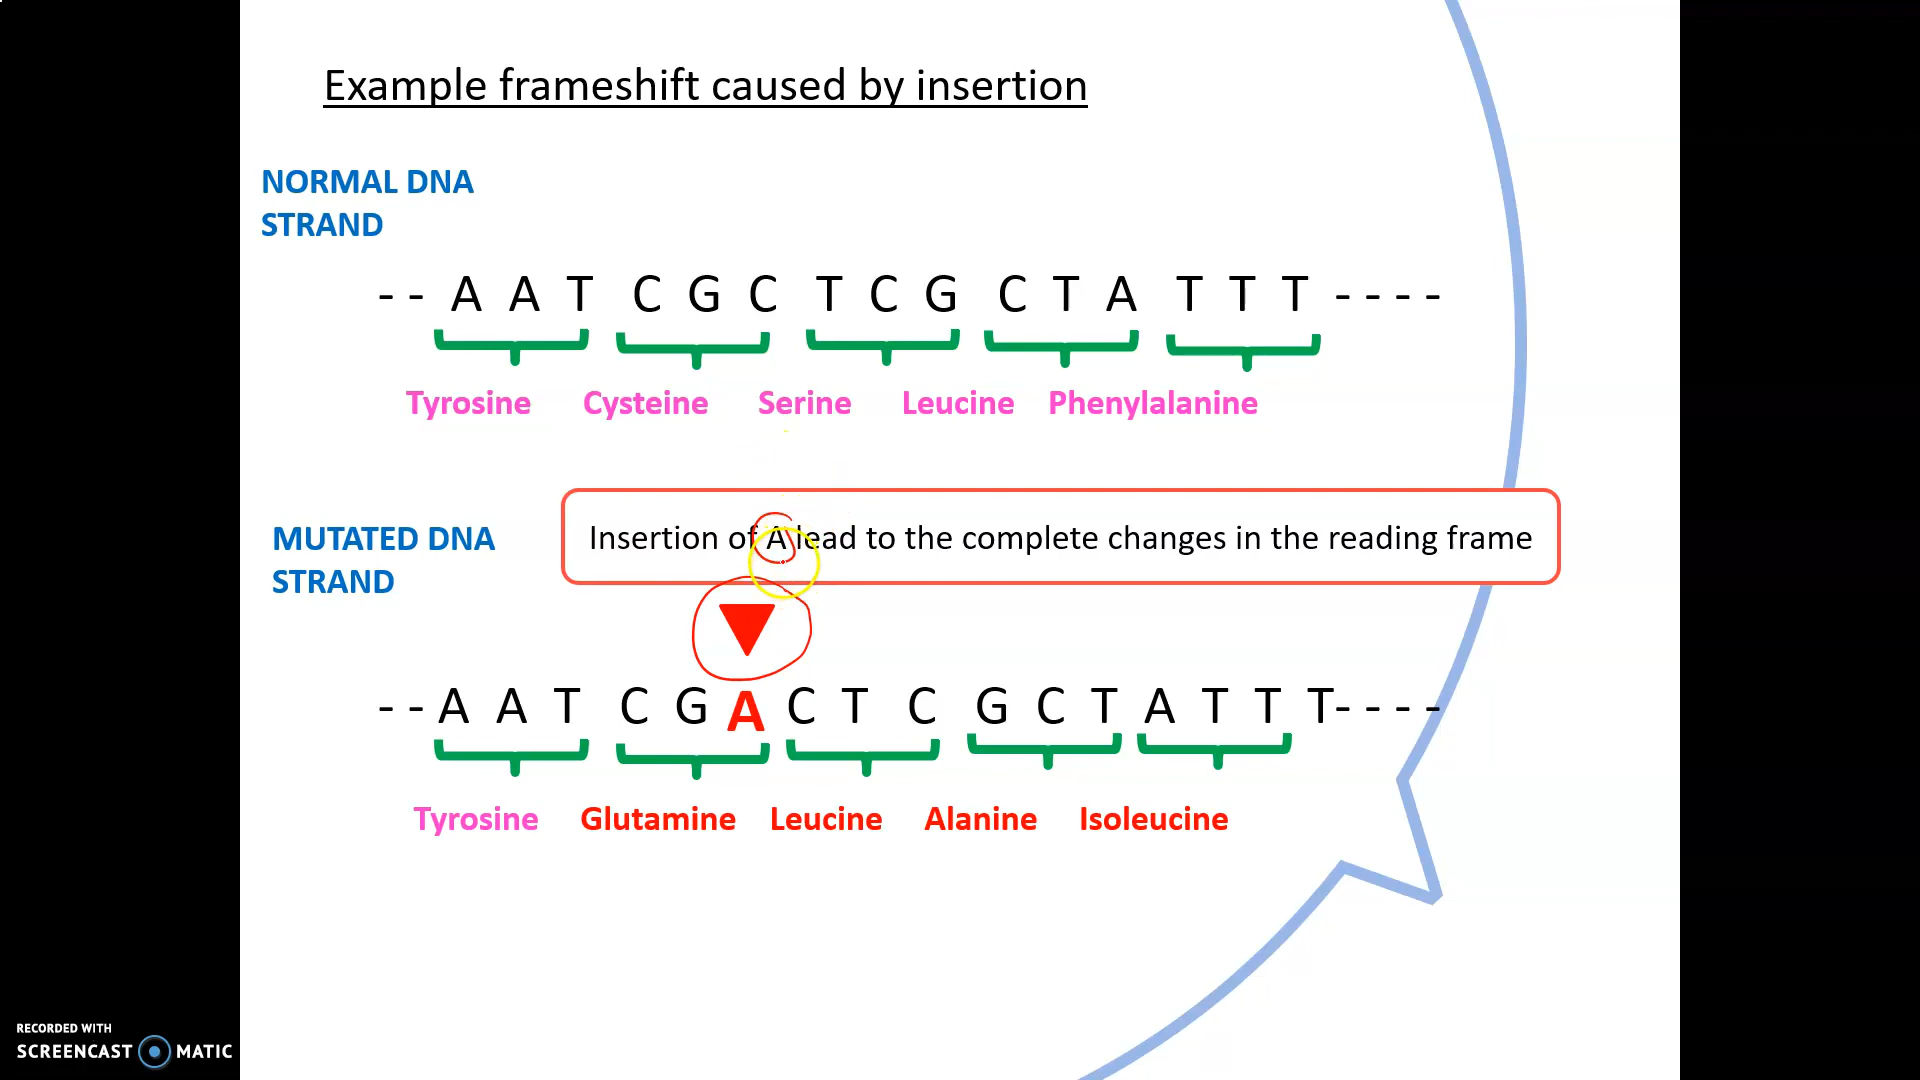 Example frameshift caused by insertion
NORMAL DNA
STRAND
- - A A T C G C T C G C T A T T T - - - -
Tyrosine Cysteine Serine Leucine Phenylalanine
Insertion of A lead to the complete changes in the reading frame
MUTATED DNA
STRAND
- - A A T C G A C T C G C T A T T T - - - -
Tyrosine Glutamine Leucine Alanine Isoleucine
RECORDED WITH
SCREENCAST MATIC